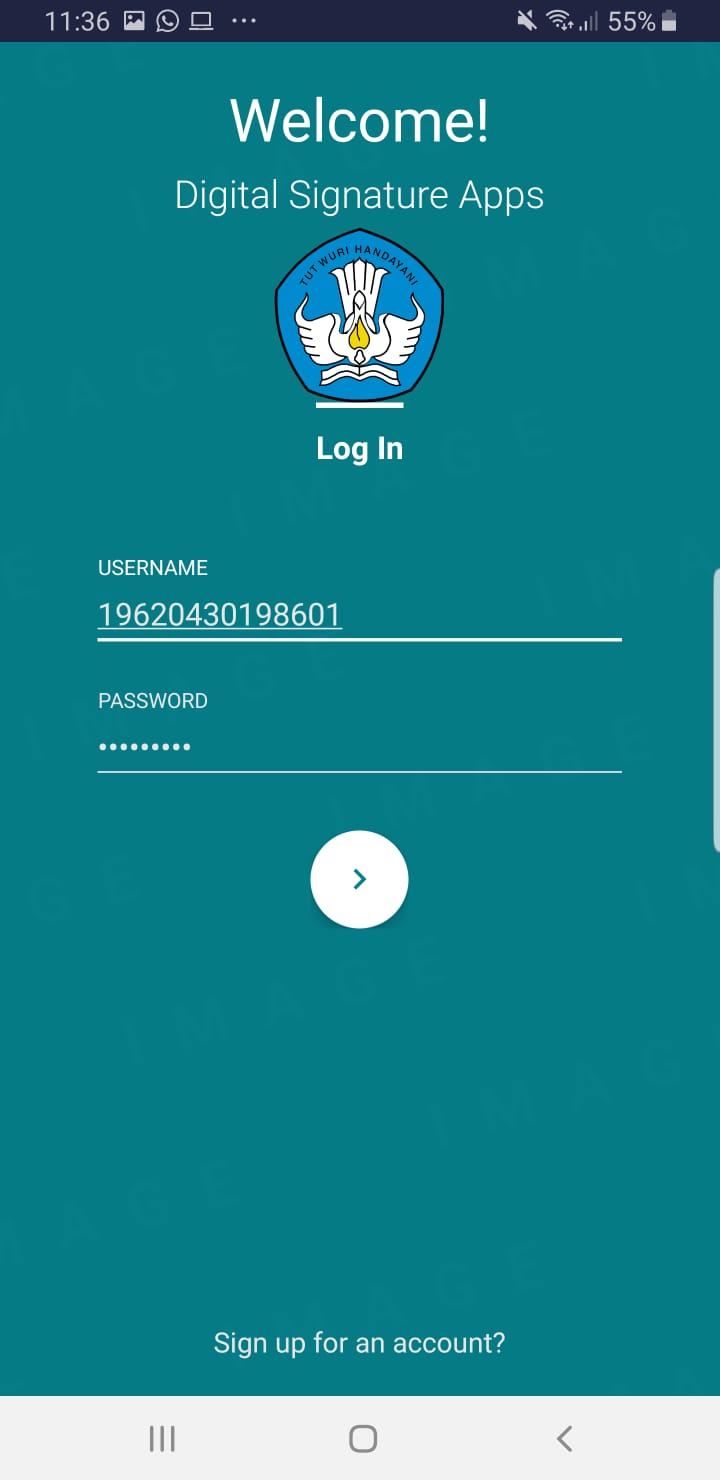 11:36 ... 55%
Welcome!
Digital Signature Apps
TUT WURI HANDAYANI
Log In
USERNAME
19620430198601
PASSWORD
•••••••••
Sign up for an account?